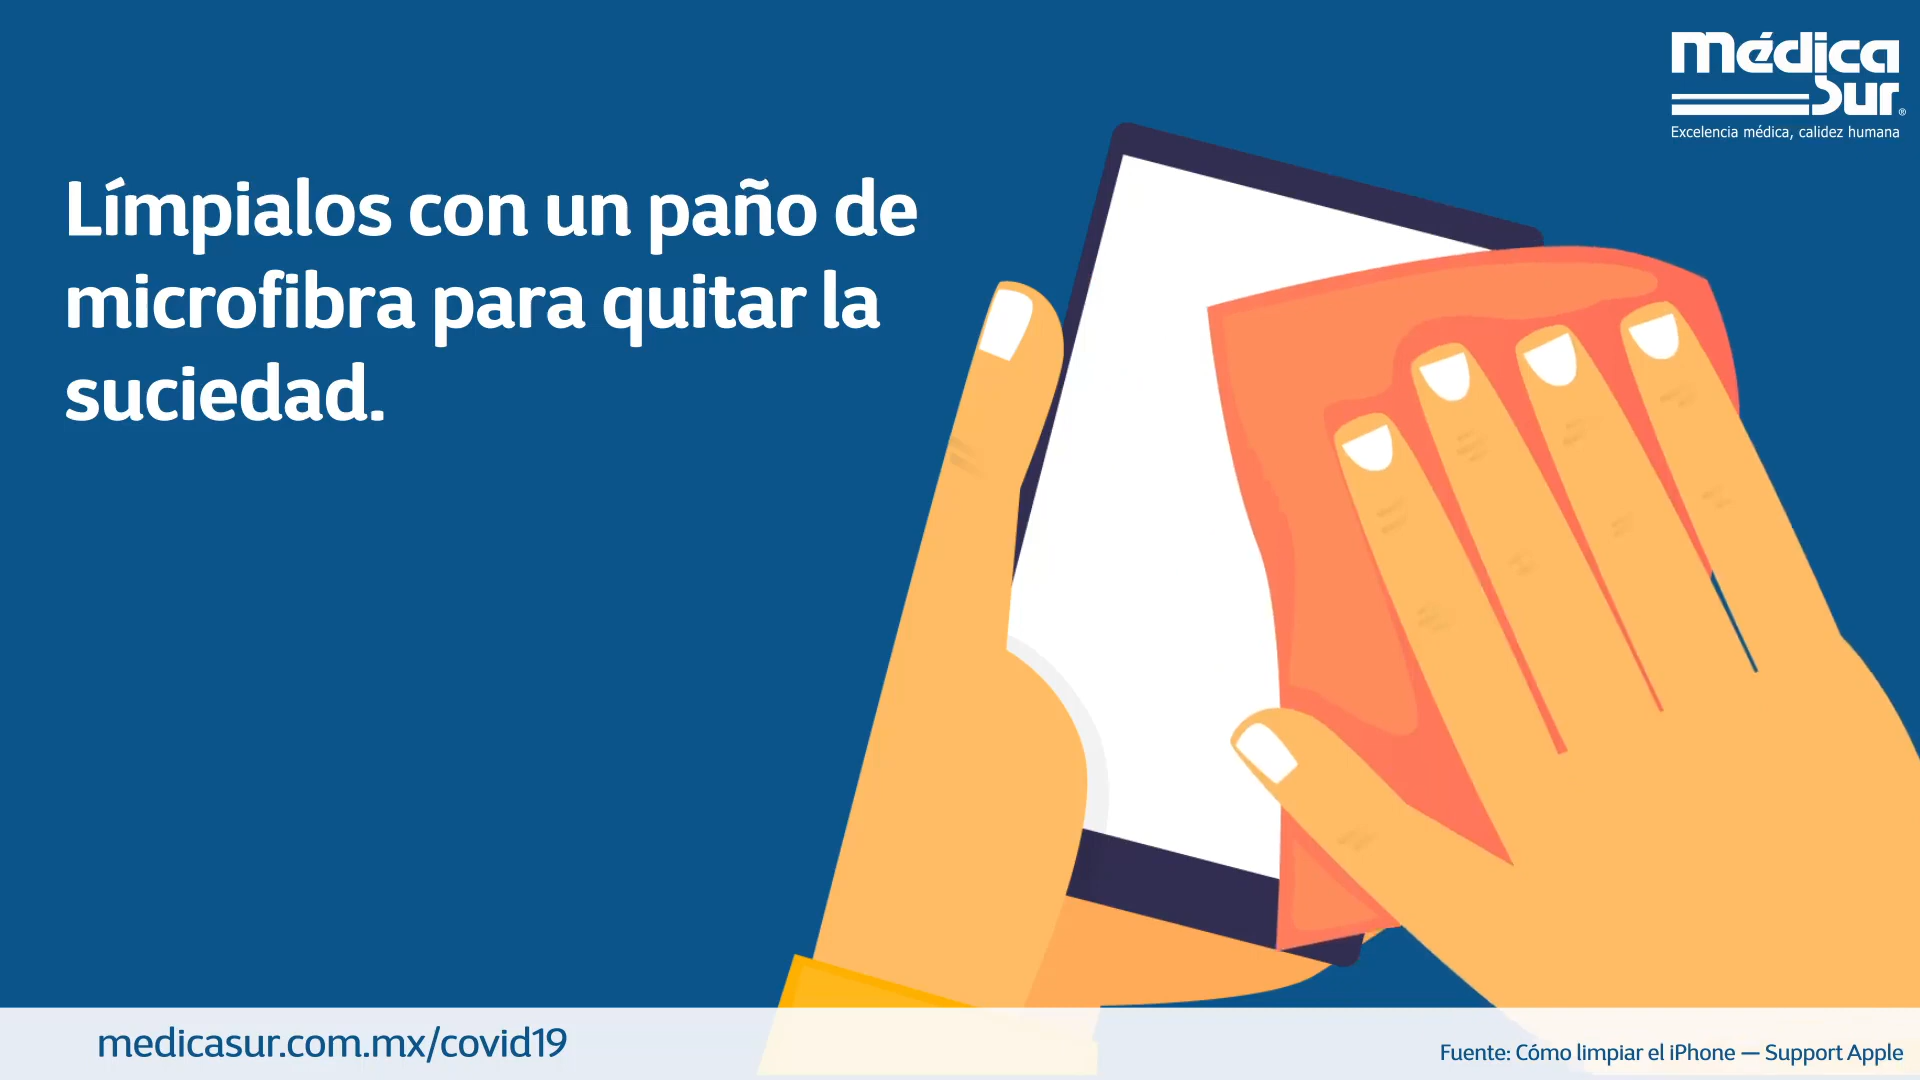 médica
sur®
Excelencia médica, calidez humana
Límpialos con un paño de
microfibra para quitar la
suciedad.
medicasur.com.mx/covid19
Fuente: Cómo limpiar el iPhone — Support Apple